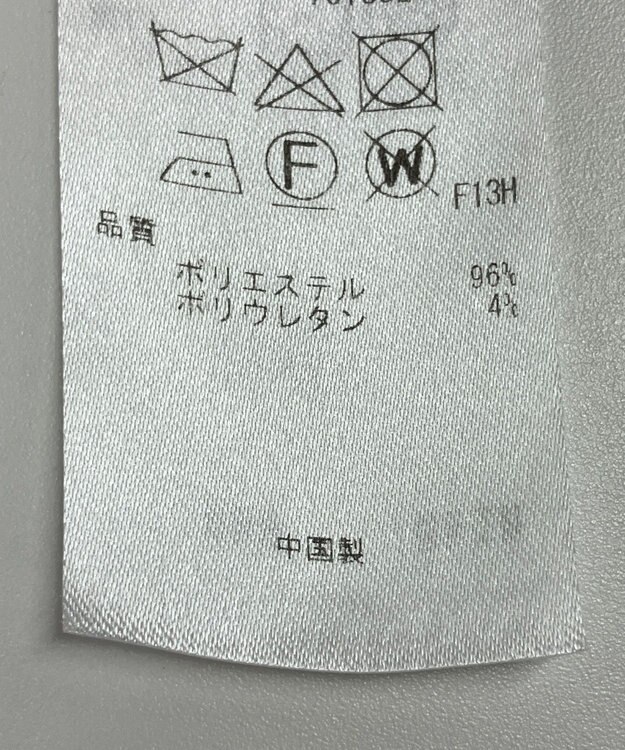 F
W
F13H
品質
ポリエステル 96%
ポリウレタン 4%
中国製